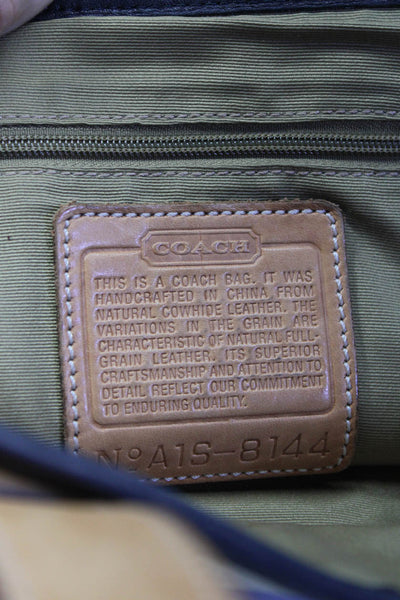 COACH
THIS IS A COACH BAG. IT WAS
HANDCRAFTED IN CHINA FROM
NATURAL COWHIDE LEATHER. THE
VARIATIONS IN THE GRAIN ARE
CHARACTERISTIC OF NATURAL FULL-
GRAIN LEATHER. ITS SUPERIOR
CRAFTSMANSHIP AND ATTENTION TO
DETAIL REFLECT OUR COMMITMENT
TO ENDURING QUALITY.
Nº A1S-8144